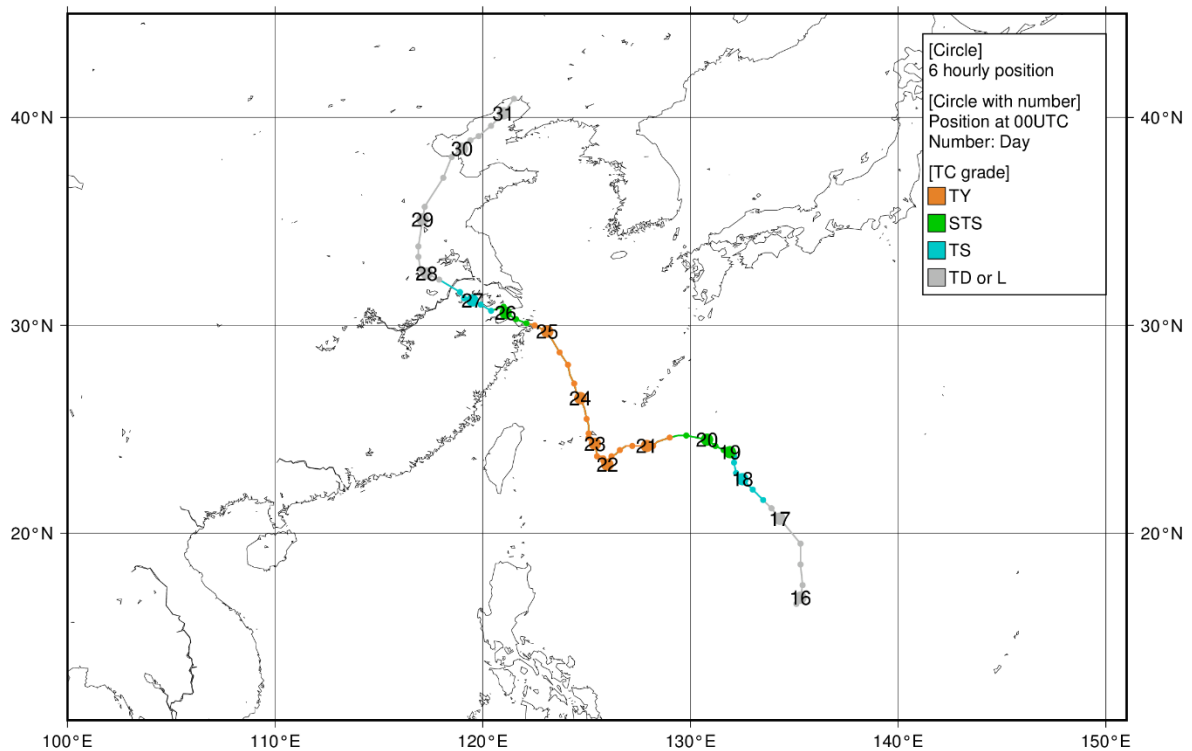 [Circle]
6 hourly position
[Circle with number]
Position at 00UTC
Number: Day
[TC grade]
TY
STS
TS
TD or L
40°N
40°N
30°N
30°N
20°N
20°N
31
30
29
28
27
26
25
24
23
22
21
20
19
18
17
16
100°E
110°E
120°E
130°E
140°E
150°E